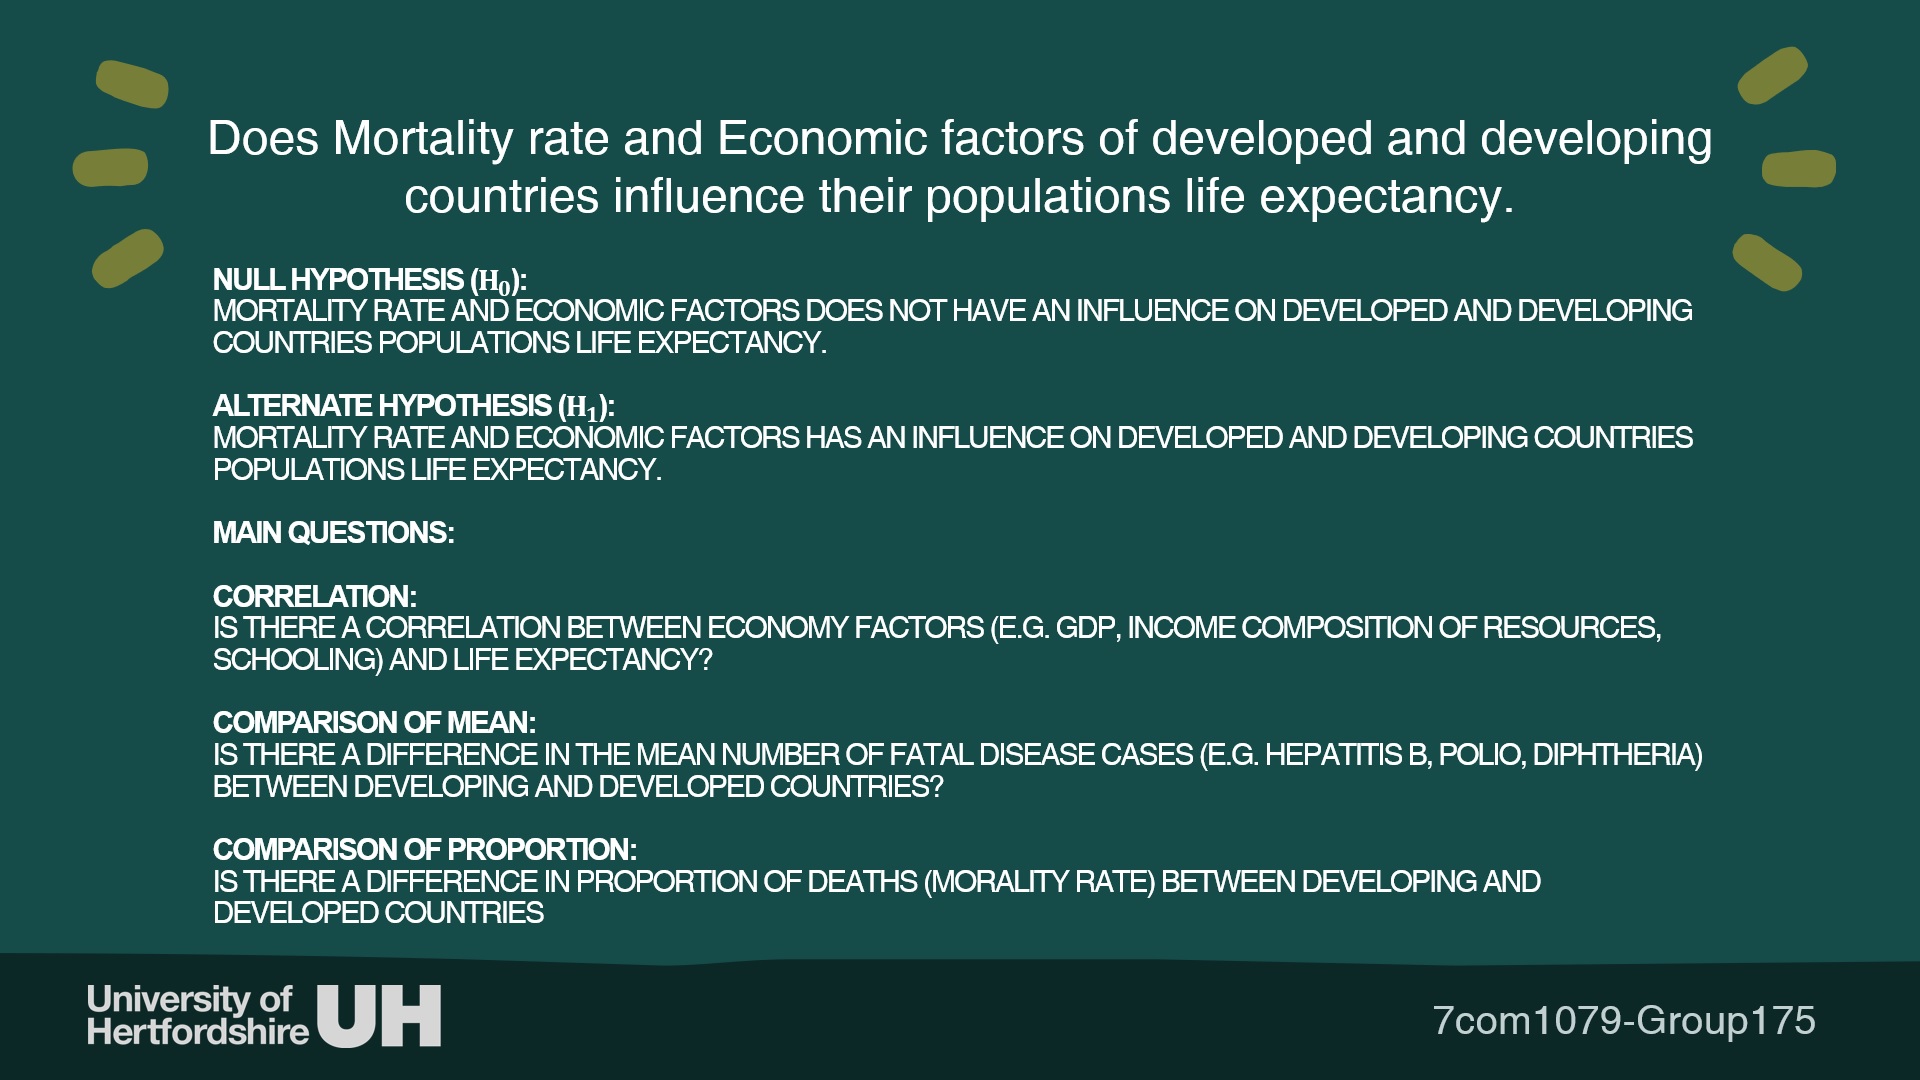 Does Mortality rate and Economic factors of developed and developing
countries influence their populations life expectancy.
NULL HYPOTHESIS (H₀):
MORTALITY RATE AND ECONOMIC FACTORS DOES NOT HAVE AN INFLUENCE ON DEVELOPED AND DEVELOPING
COUNTRIES POPULATIONS LIFE EXPECTANCY.
ALTERNATE HYPOTHESIS (H₁):
MORTALITY RATE AND ECONOMIC FACTORS HAS AN INFLUENCE ON DEVELOPED AND DEVELOPING COUNTRIES
POPULATIONS LIFE EXPECTANCY.
MAIN QUESTIONS:
CORRELATION:
IS THERE A CORRELATION BETWEEN ECONOMY FACTORS (E.G. GDP, INCOME COMPOSITION OF RESOURCES,
SCHOOLING) AND LIFE EXPECTANCY?
COMPARISON OF MEAN:
IS THERE A DIFFERENCE IN THE MEAN NUMBER OF FATAL DISEASE CASES (E.G. HEPATITIS B, POLIO, DIPHTHERIA)
BETWEEN DEVELOPING AND DEVELOPED COUNTRIES?
COMPARISON OF PROPORTION:
IS THERE A DIFFERENCE IN PROPORTION OF DEATHS (MORALITY RATE) BETWEEN DEVELOPING AND
DEVELOPED COUNTRIES
University of
Hertfordshire UH
7com1079-Group175